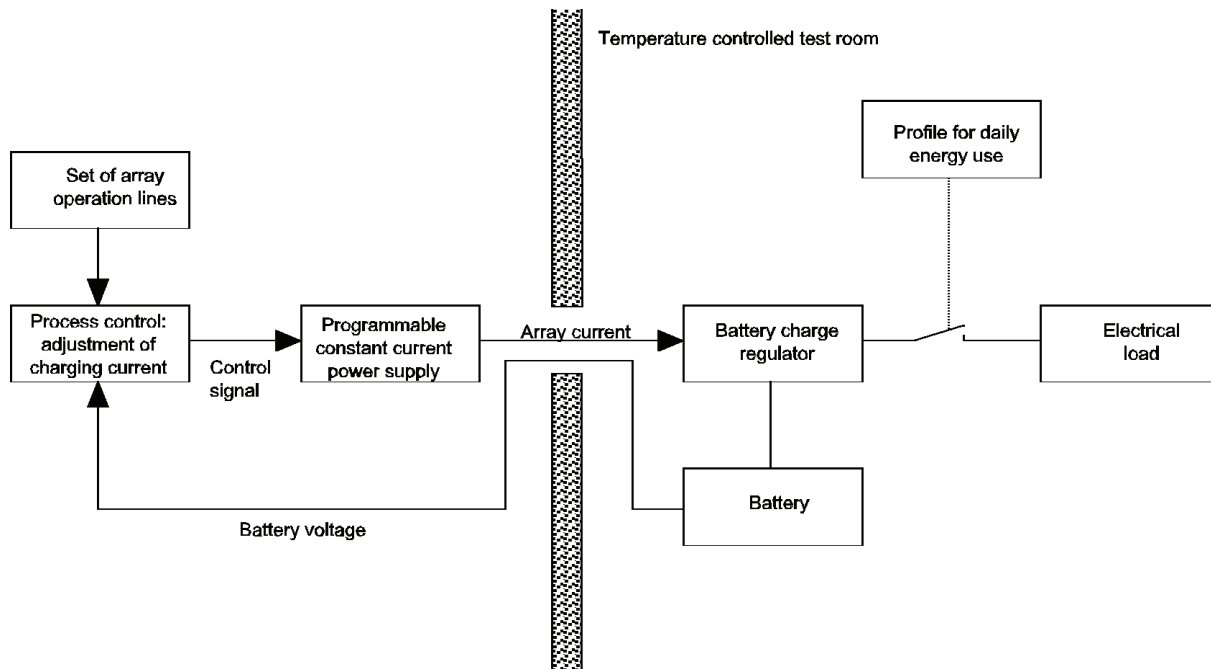 Temperature controlled test room
Profile for daily
energy use
Set of array
operation lines
Process control:
adjustment of
charging current
Control
signal
Programmable
constant current
power supply
Array current
Battery charge
regulator
Electrical
load
Battery
Battery voltage